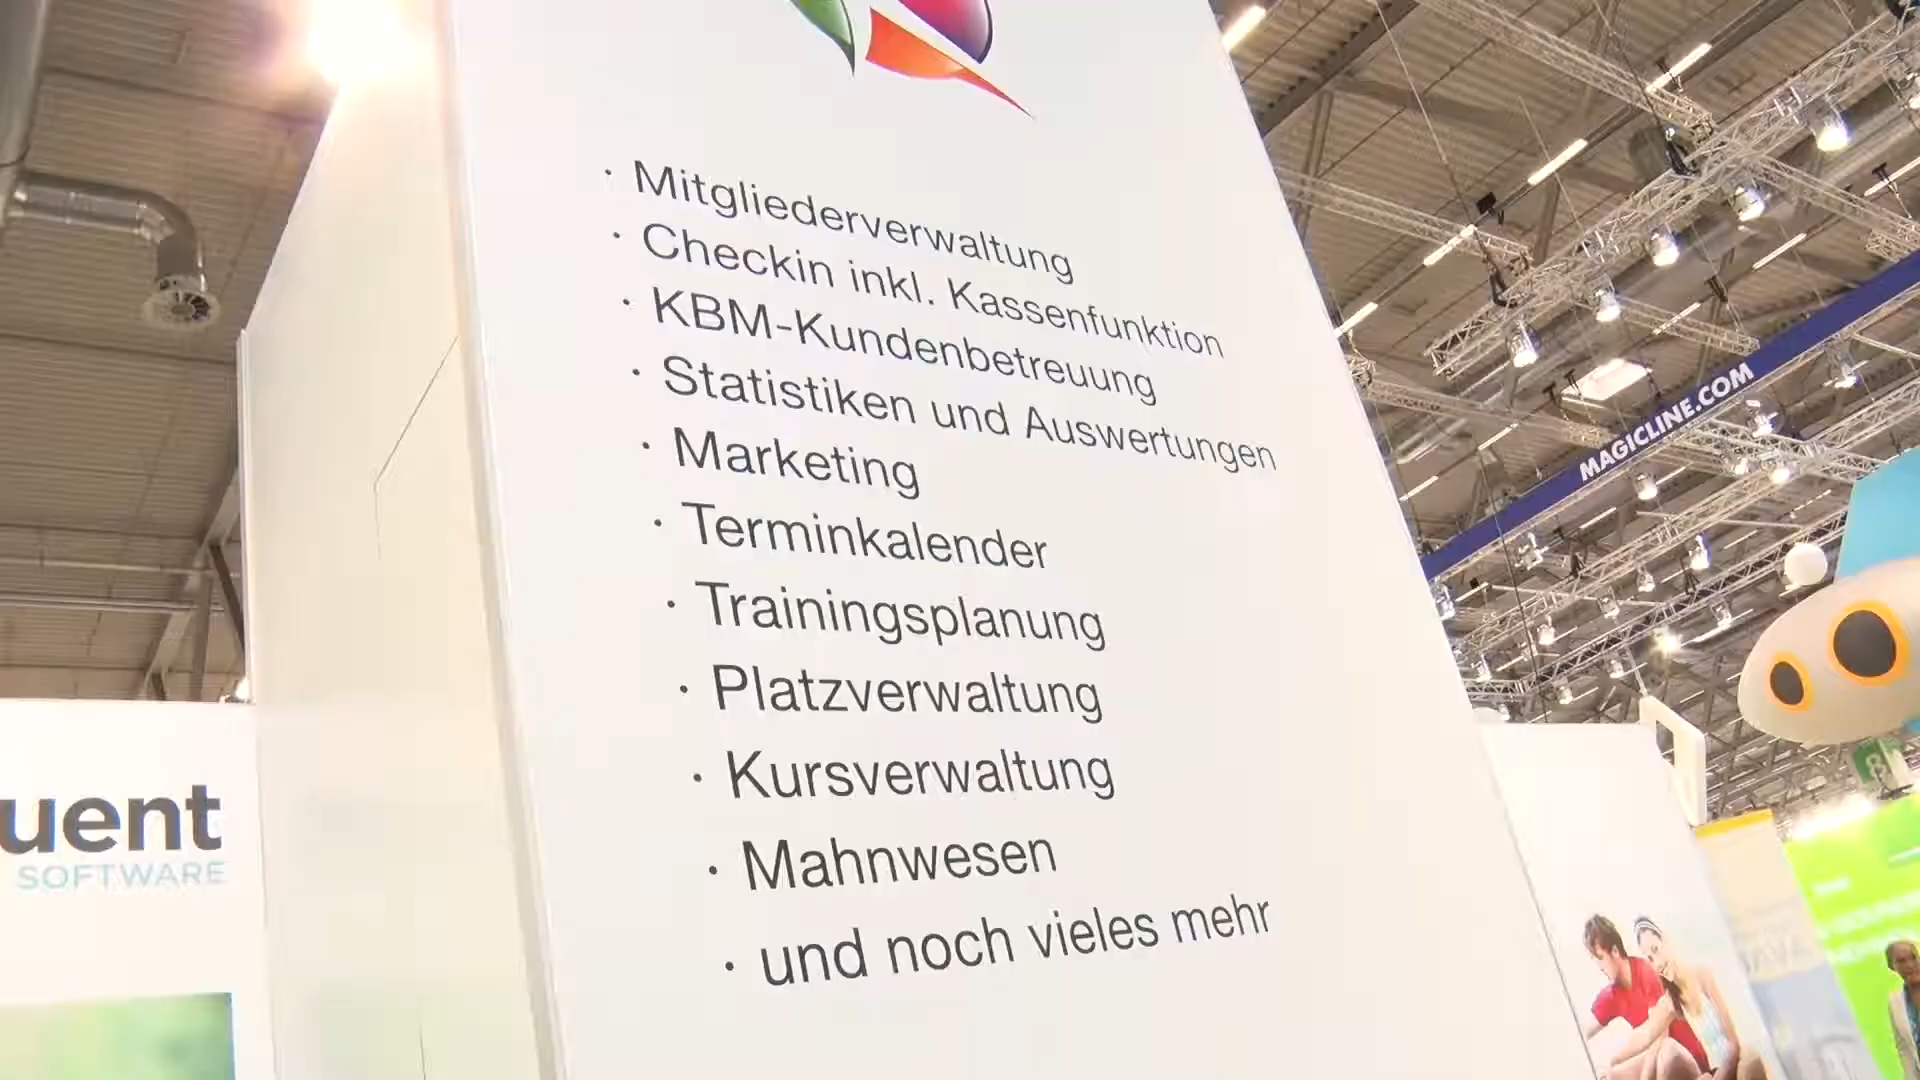 · Mitgliederverwaltung
· Checkin inkl. Kassenfunktion
· KBM-Kundenbetreuung
· Statistiken und Auswertungen
· Marketing
· Terminkalender
· Trainingsplanung
· Platzverwaltung
· Kursverwaltung
· Mahnwesen
· und noch vieles mehr
MAGICLINE.COM
uent
SOFTWARE